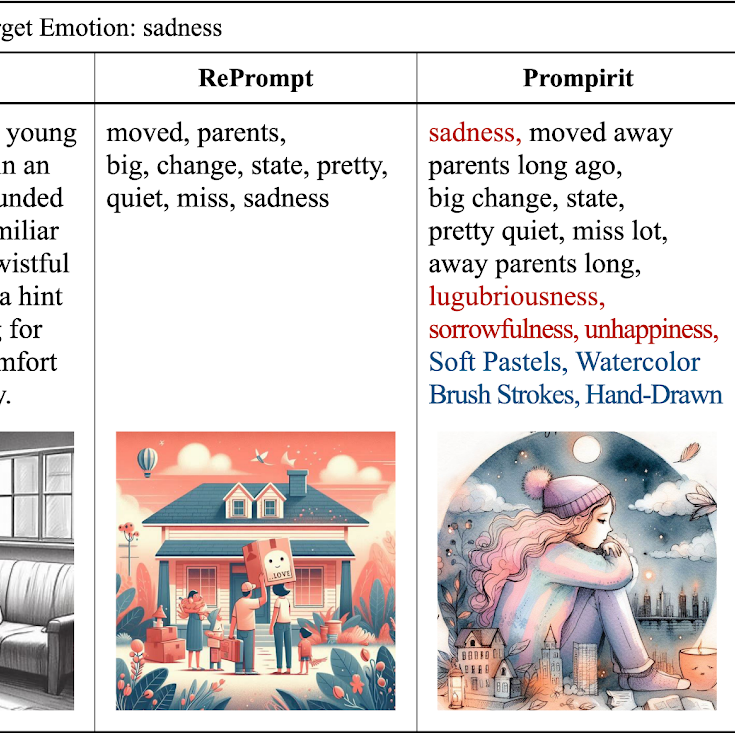 rget Emotion: sadness
RePrompt
Prompirit
young
n an
unded
miliar
wistful
a hint
for
mfort
y.
moved, parents,
big, change, state, pretty,
quiet, miss, sadness
sadness, moved away
parents long ago,
big change, state,
pretty quiet, miss lot,
away parents long,
lugubriousness,
sorrowfulness, unhappiness,
Soft Pastels, Watercolor
Brush Strokes, Hand-Drawn
LOVE